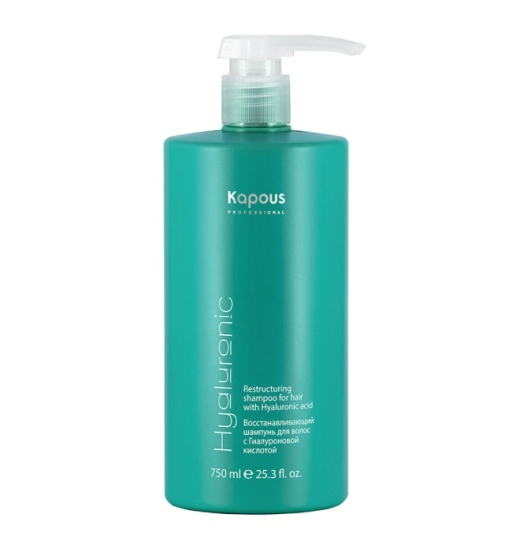 Kapous
PROFESSIONAL
Hyaluronic
Restructuring
shampoo for hair
with Hyaluronic acid
Восстанавливающий
шампунь для волос
с Гиалуроновой
кислотой
750 ml ℮ 25.3 fl. oz.